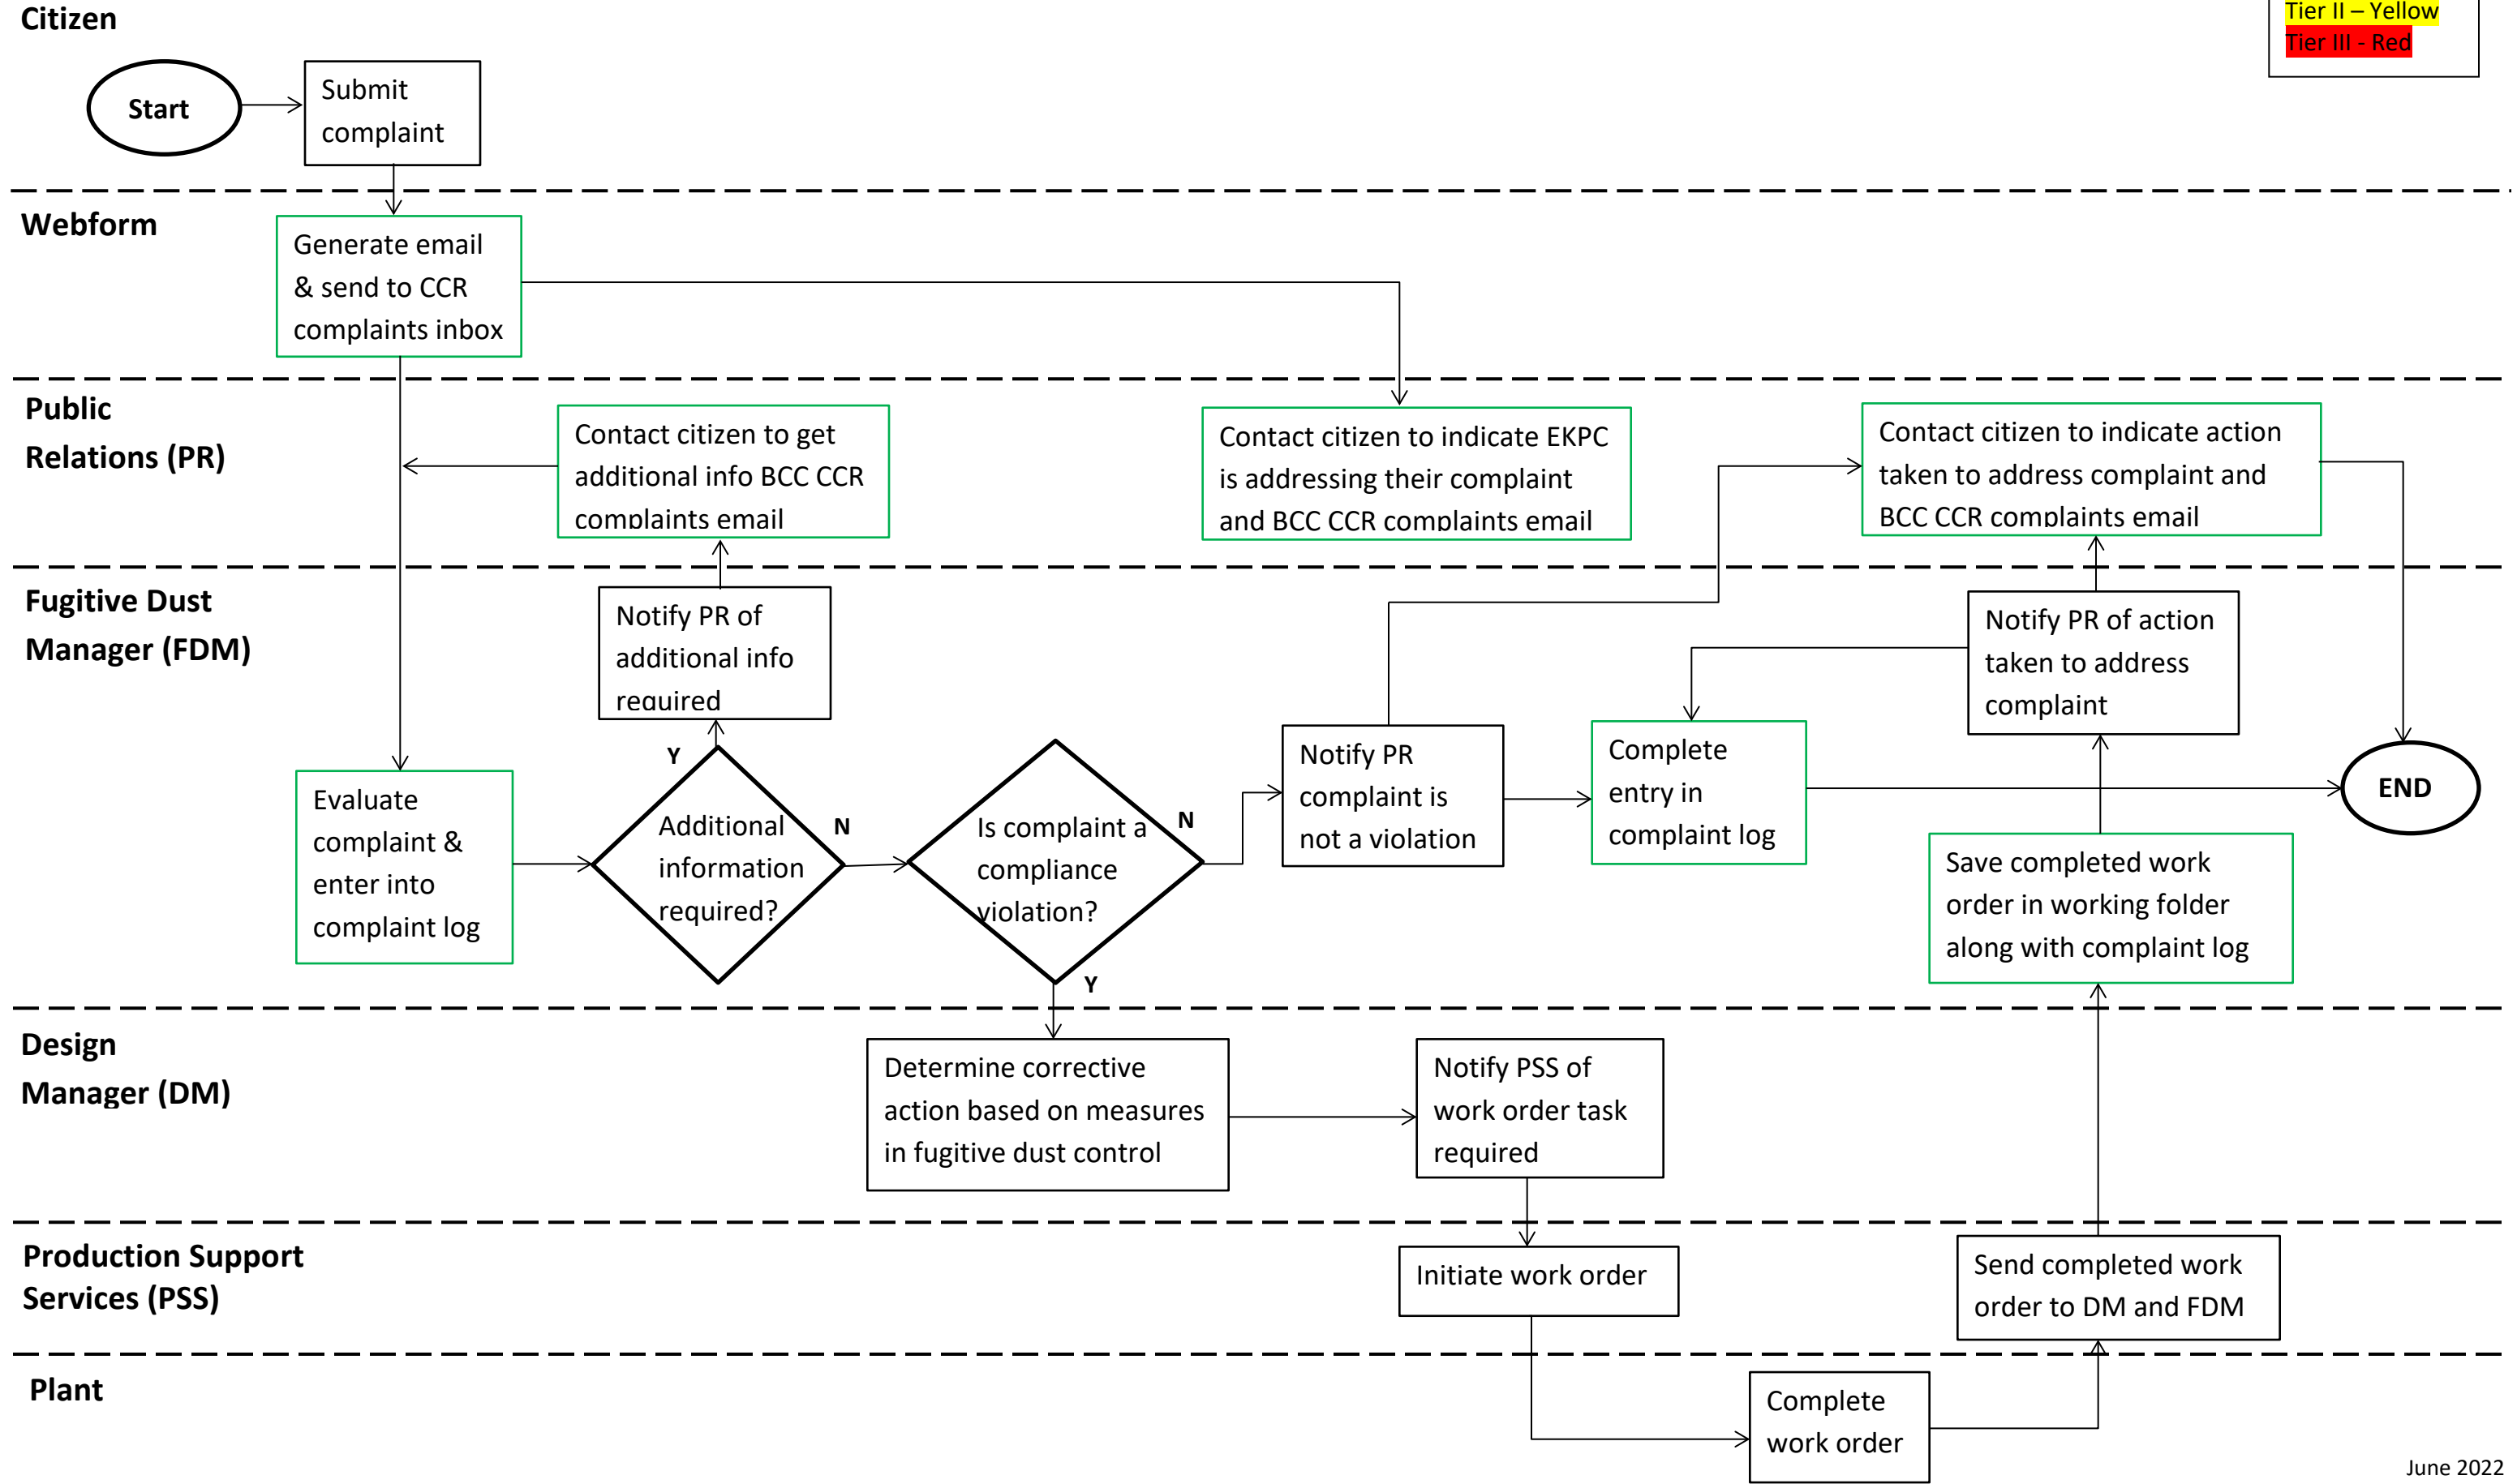 Citizen
Tier II – Yellow
Tier III - Red
Start
Submit
complaint
Webform
Generate email
& send to CCR
complaints inbox
Public
Relations (PR)
Contact citizen to get
additional info BCC CCR
complaints email
Contact citizen to indicate EKPC
is addressing their complaint
and BCC CCR complaints email
Contact citizen to indicate action
taken to address complaint and
BCC CCR complaints email
Fugitive Dust
Manager (FDM)
Notify PR of
additional info
required
Notify PR of action
taken to address
complaint
Y
Evaluate
complaint &
enter into
complaint log
Additional
information
required?
N
Is complaint a
compliance
violation?
N
Y
Notify PR
complaint is
not a violation
Complete
entry in
complaint log
END
Save completed work
order in working folder
along with complaint log
Design
Manager (DM)
Determine corrective
action based on measures
in fugitive dust control
Notify PSS of
work order task
required
Production Support
Services (PSS)
Initiate work order
Send completed work
order to DM and FDM
Plant
Complete
work order
June 2022